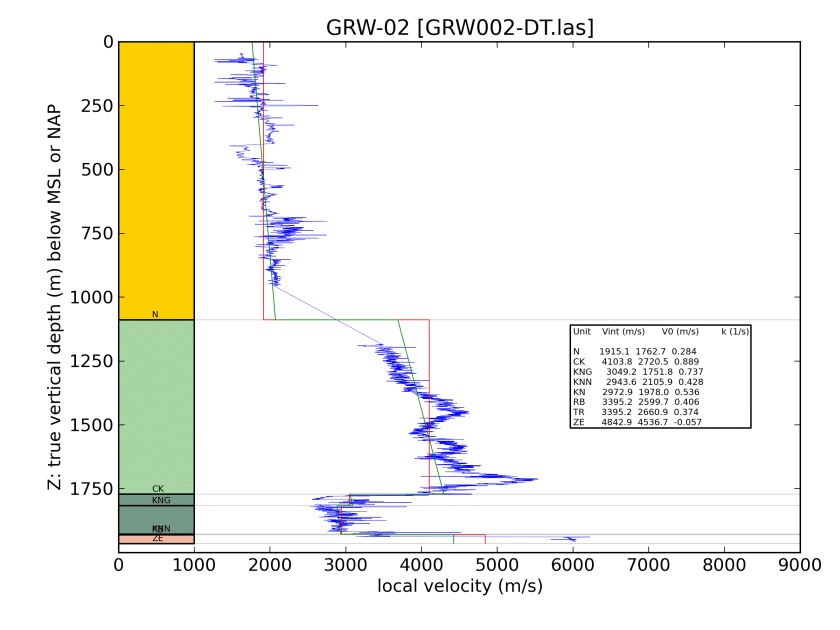 GRW-02 [GRW002-DT.las]
Z: true vertical depth (m) below MSL or NAP
0
250
500
750
1000
1250
1500
1750
N
CK
KNG
KNN
ZE
Unit Vint (m/s) V0 (m/s) k (1/s)
N 1915.1 1762.7 0.284
CK 4103.8 2720.5 0.889
KNG 3049.2 1751.8 0.737
KNN 2943.6 2105.9 0.428
KN 2972.9 1978.0 0.536
RB 3395.2 2599.7 0.406
TR 3395.2 2660.9 0.374
ZE 4842.9 4536.7 -0.057
0 1000 2000 3000 4000 5000 6000 7000 8000 9000
local velocity (m/s)